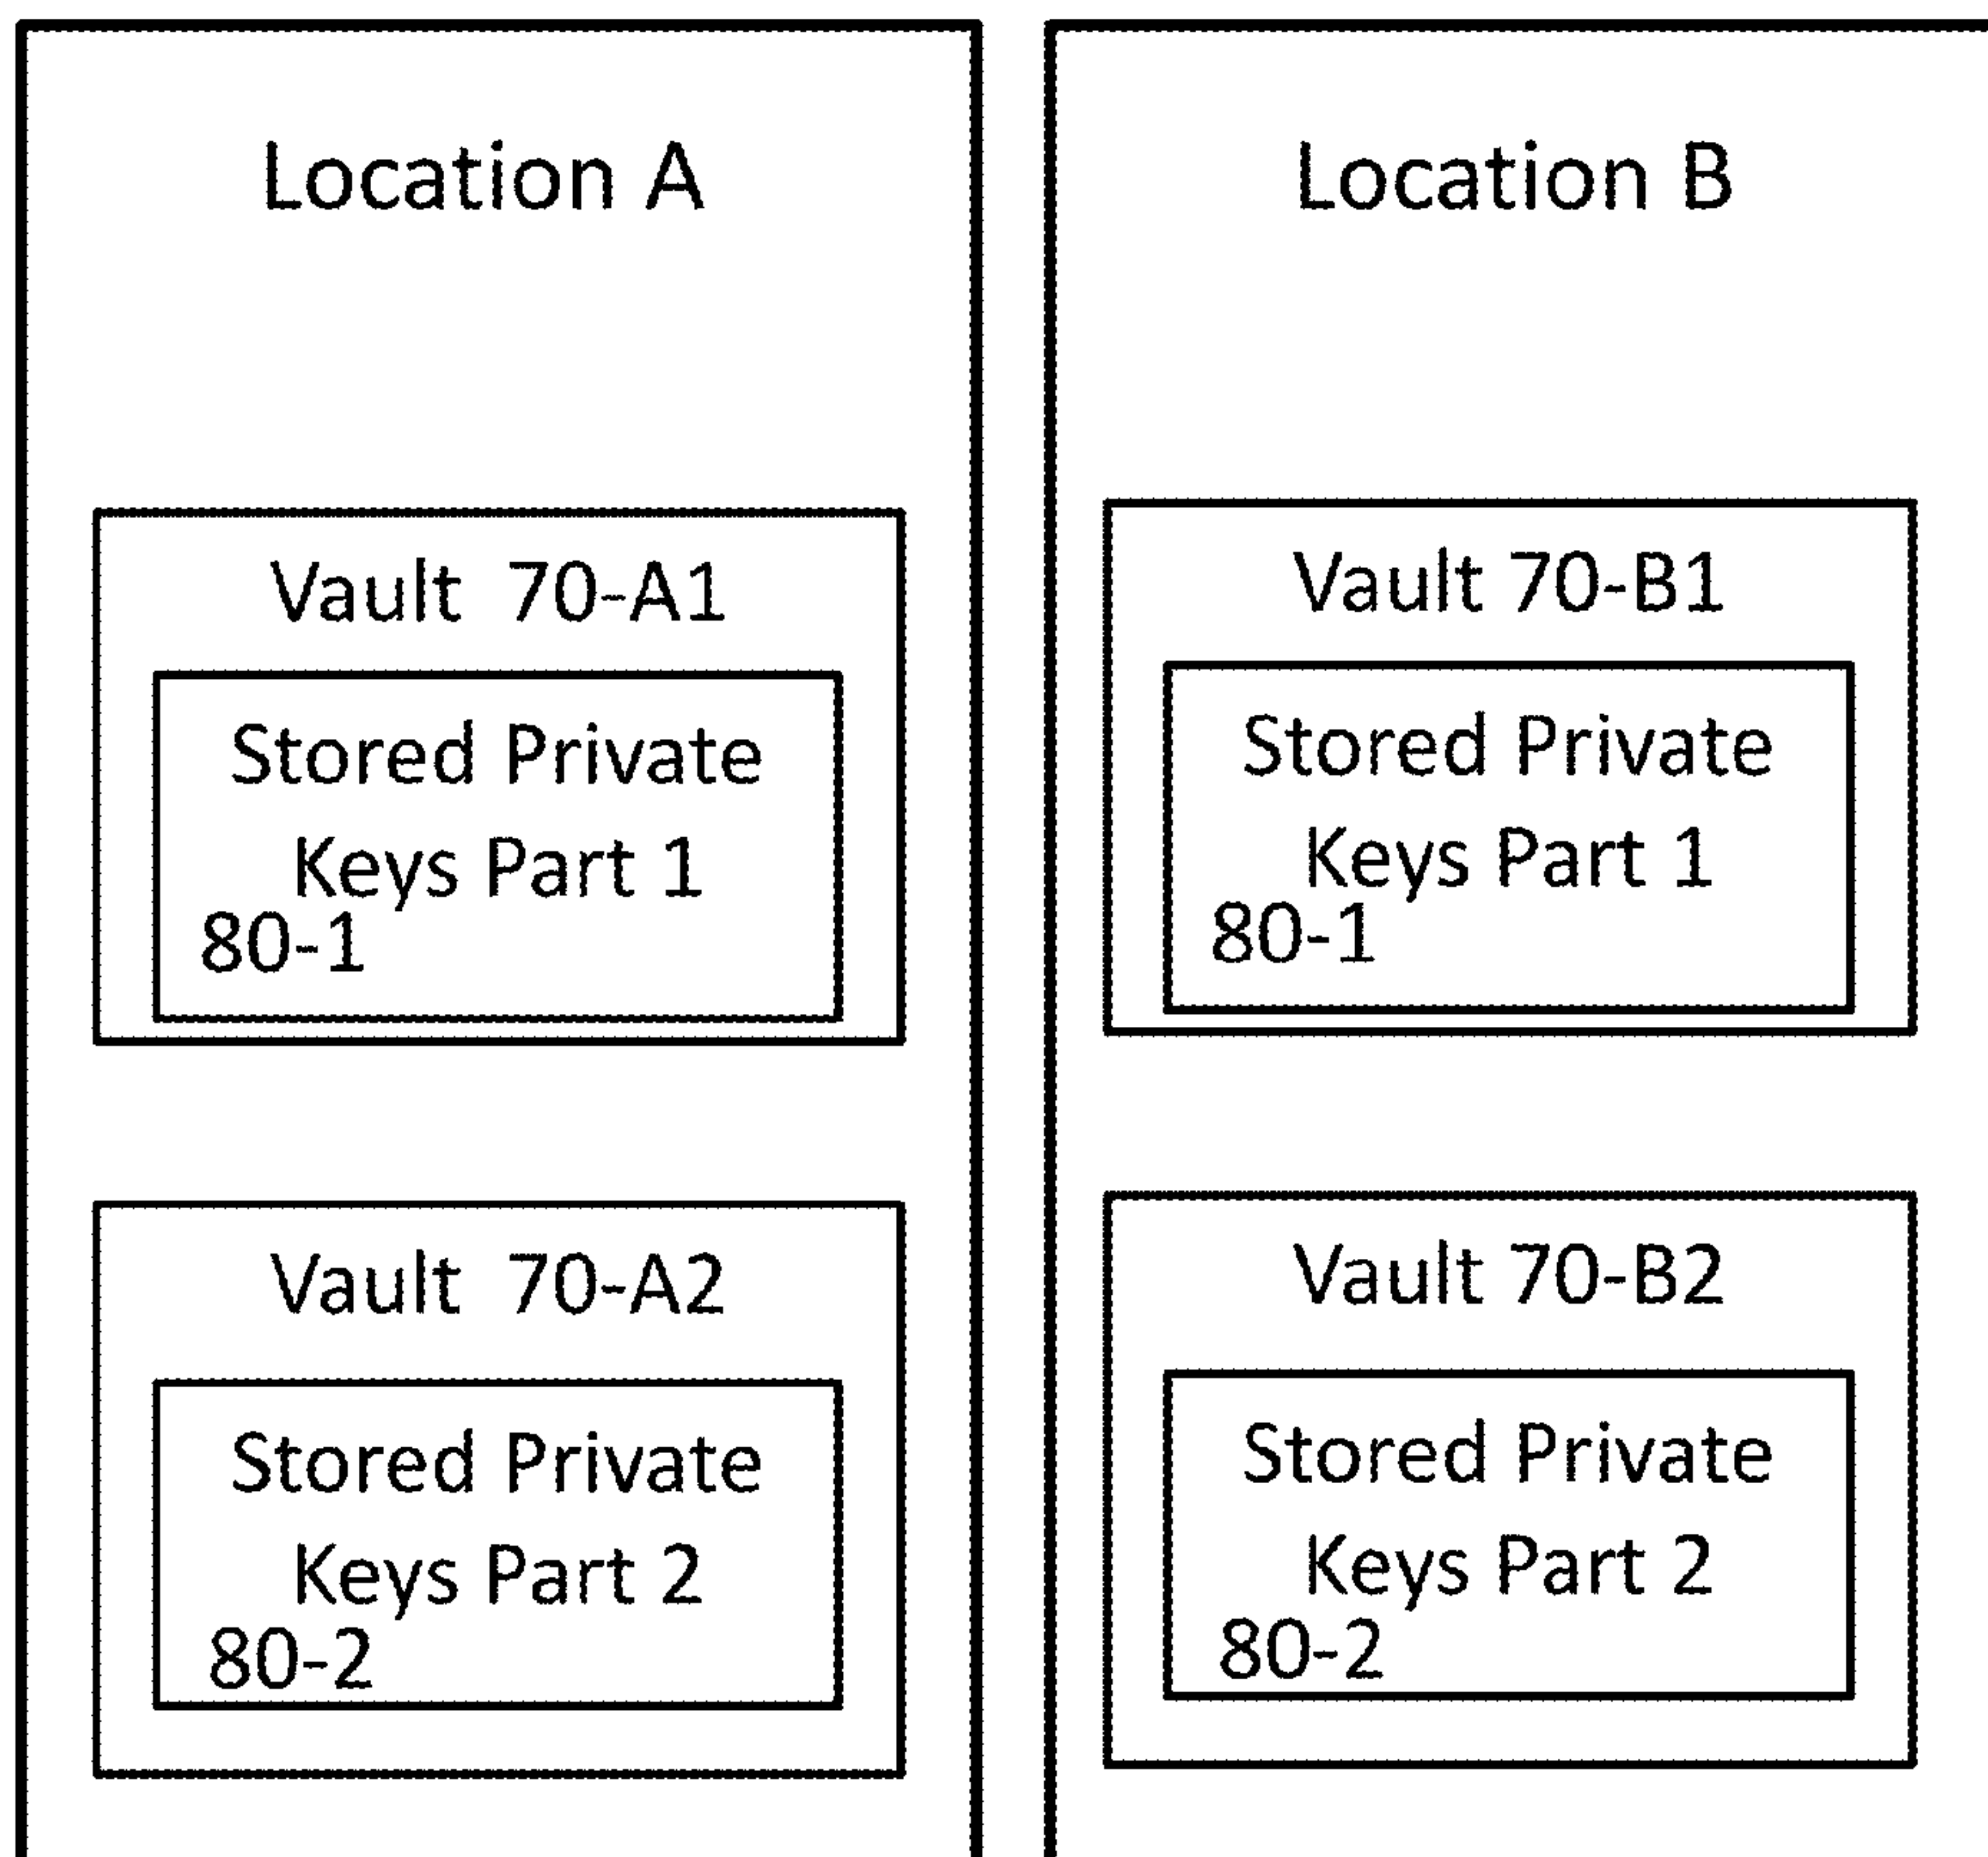 Location A
Vault 70-A1
Stored Private
Keys Part 1
80-1
Vault 70-A2
Stored Private
Keys Part 2
80-2
Location B
Vault 70-B1
Stored Private
Keys Part 1
80-1
Vault 70-B2
Stored Private
Keys Part 2
80-2